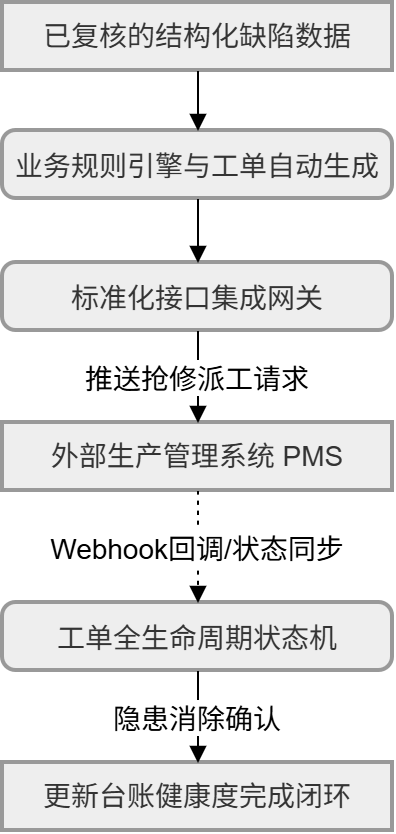 已复核的结构化缺陷数据
业务规则引擎与工单自动生成
标准化接口集成网关
推送抢修派工请求
外部生产管理系统 PMS
Webhook回调/状态同步
工单全生命周期状态机
隐患消除确认
更新台账健康度完成闭环